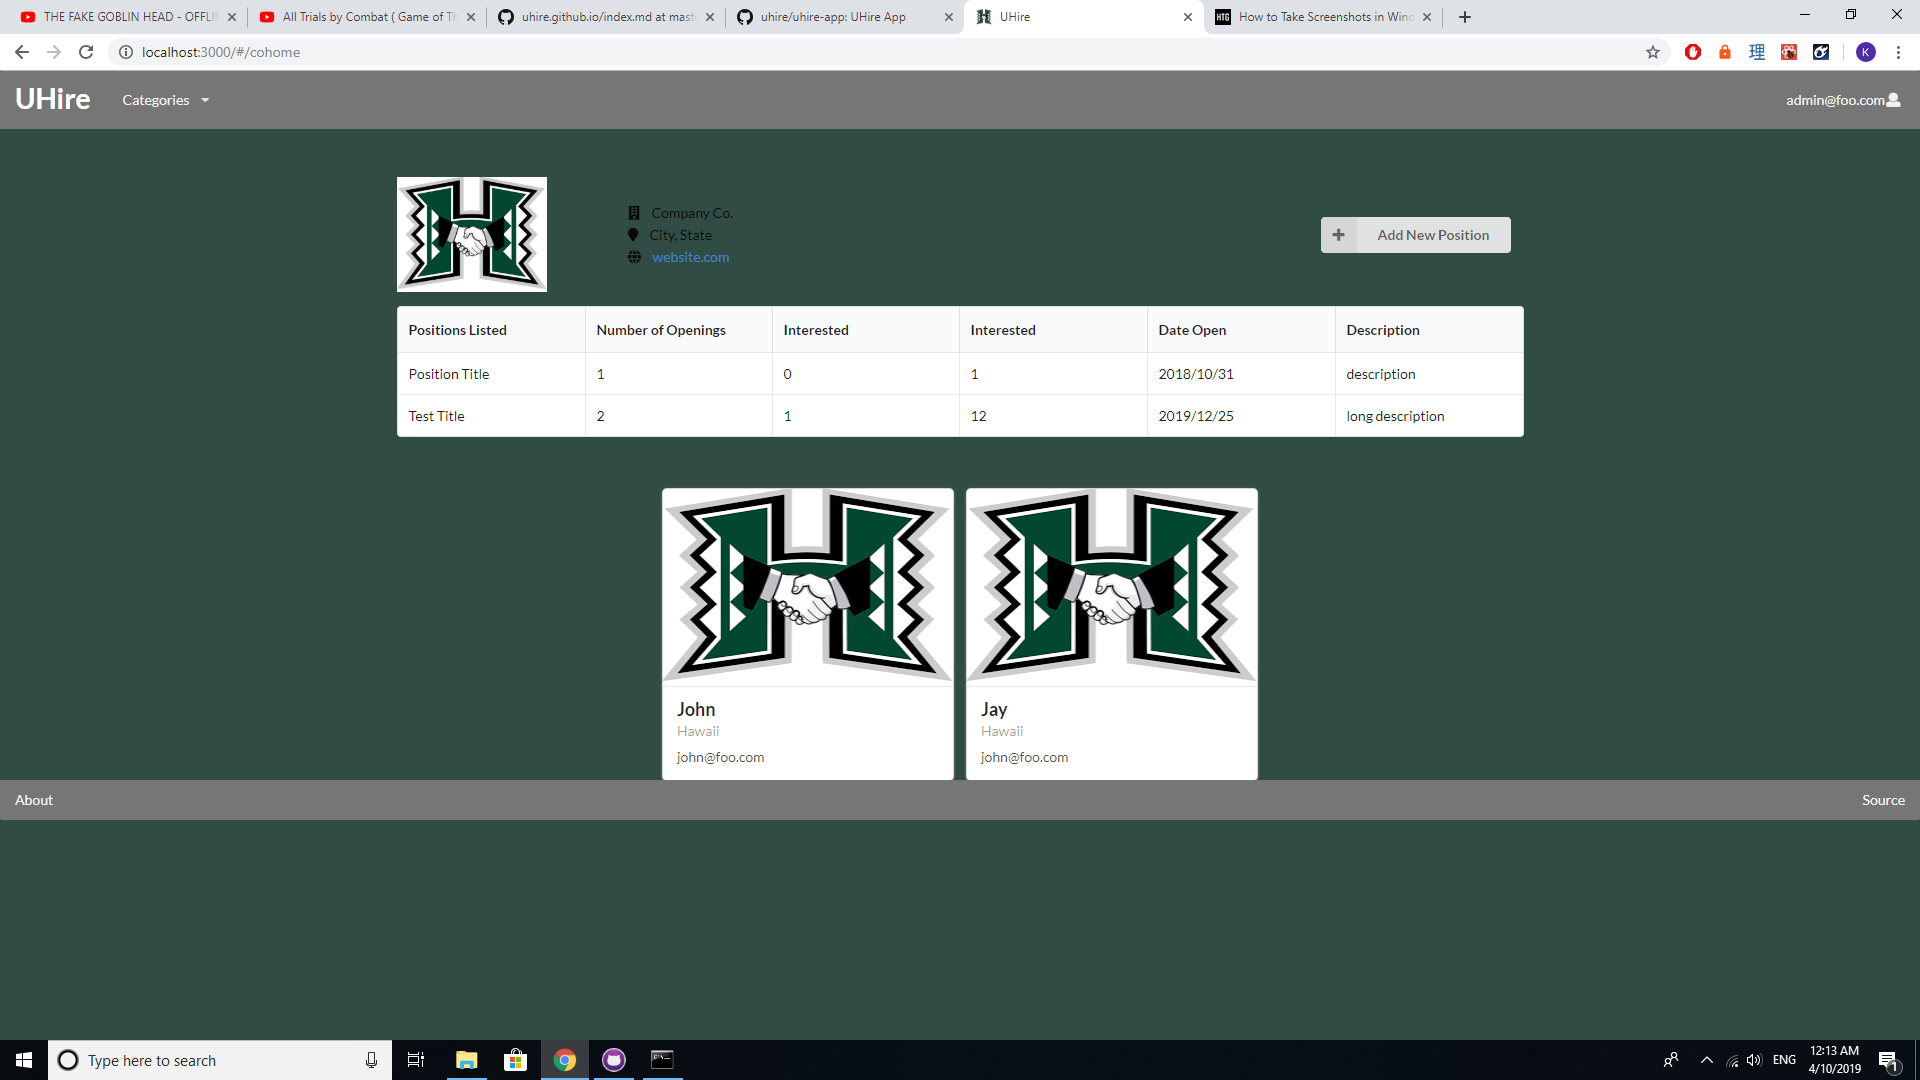 THE FAKE GOBLIN HEAD - OFFLI
All Trials by Combat ( Game of Th
uhire.github.io/index.md at mast
uhire/uhire-app: UHire App
UHire
HTG How to Take Screenshots in Wind
localhost:3000/#/cohome
理
K
UHire
Categories
admin@foo.com
Company Co.
City, State
website.com
Add New Position
Positions Listed Number of Openings Interested Interested Date Open Description
Position Title 1 0 1 2018/10/31 description
Test Title 2 1 12 2019/12/25 long description
John
Hawaii
john@foo.com
Jay
Hawaii
john@foo.com
About
Source
Type here to search
ENG
12:13 AM
4/10/2019
1